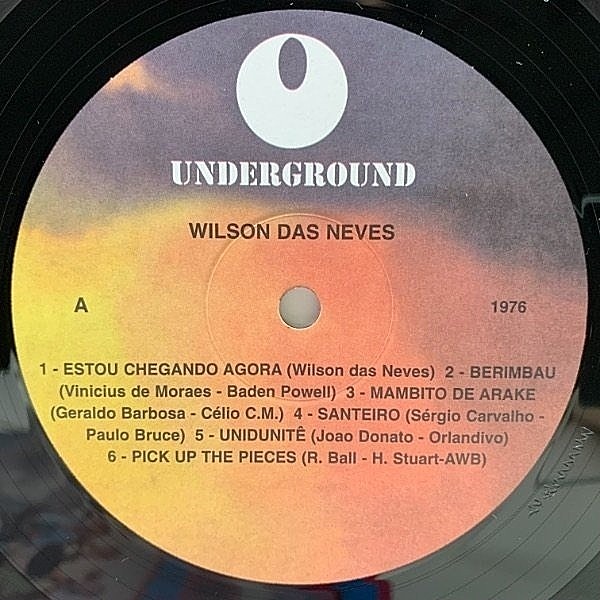 UNDERGROUND
WILSON DAS NEVES
A
1976
1 - ESTOU CHEGANDO AGORA (Wilson das Neves) 2 - BERIMBAU
(Vinicius de Moraes - Baden Powell) 3 - MAMBITO DE ARAKE
(Geraldo Barbosa - Célio C.M.) 4 - SANTEIRO (Sérgio Carvalho -
Paulo Bruce) 5 - UNIDUNITÊ (Joao Donato - Orlandivo)
6 - PICK UP THE PIECES (R. Ball - H. Stuart-AWB)